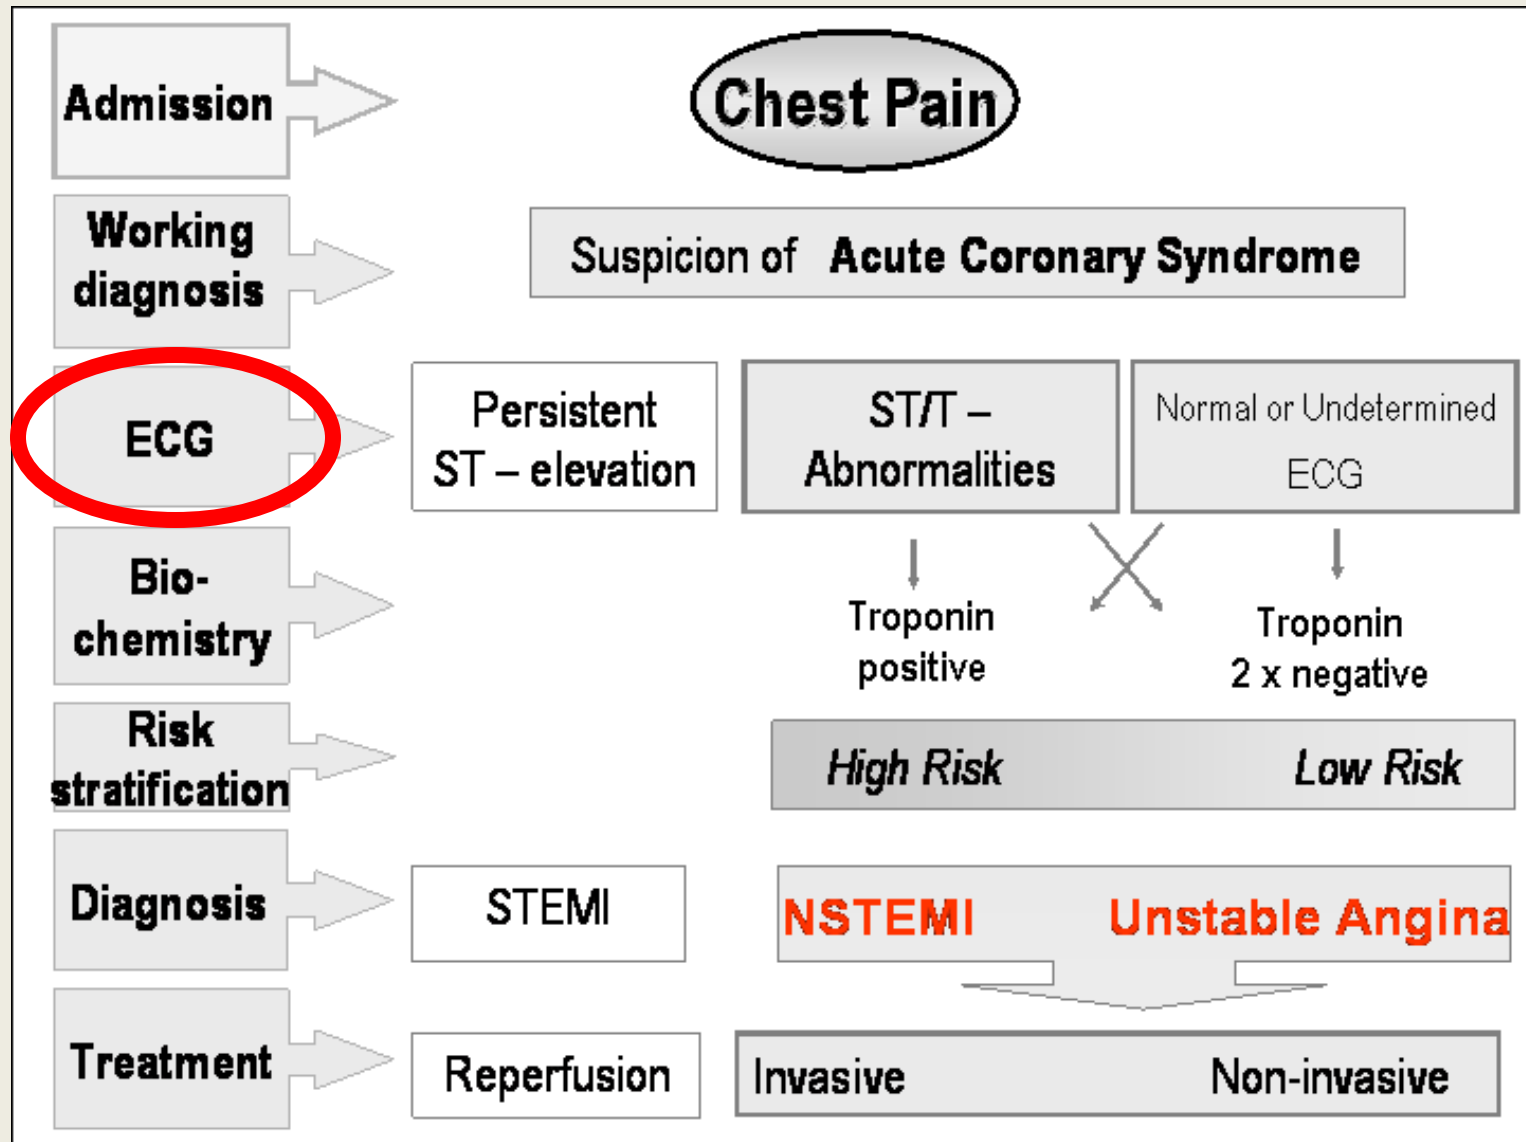 Admission
Chest Pain
Working
diagnosis
Suspicion of Acute Coronary Syndrome
ECG
Persistent
ST – elevation
ST/T –
Abnormalities
Normal or Undetermined
ECG
Bio-
chemistry
Troponin
positive
Troponin
2 x negative
Risk
stratification
High Risk
Low Risk
Diagnosis
STEMI
NSTEMI
Unstable Angina
Treatment
Reperfusion
Invasive
Non-invasive